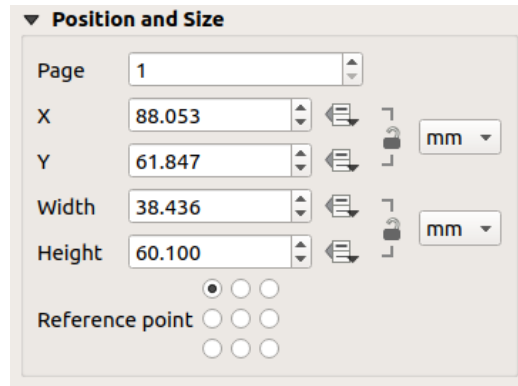 Position and Size
Page 1
X 88.053
mm
Y 61.847
Width 38.436
mm
Height 60.100
Reference point